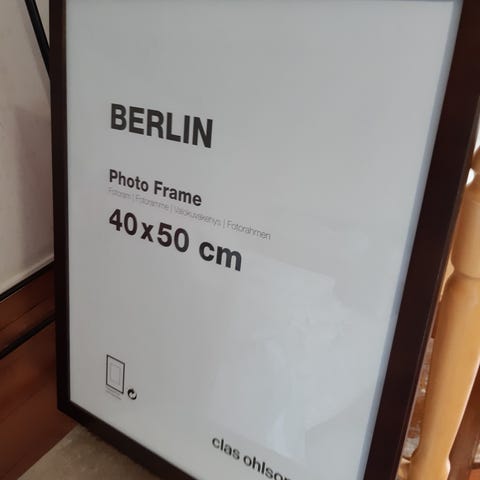 BERLIN
Photo Frame
Fotoram | Fotoramme | Valokuvakehys | Fotorahmen
40x50 cm
clas ohlson